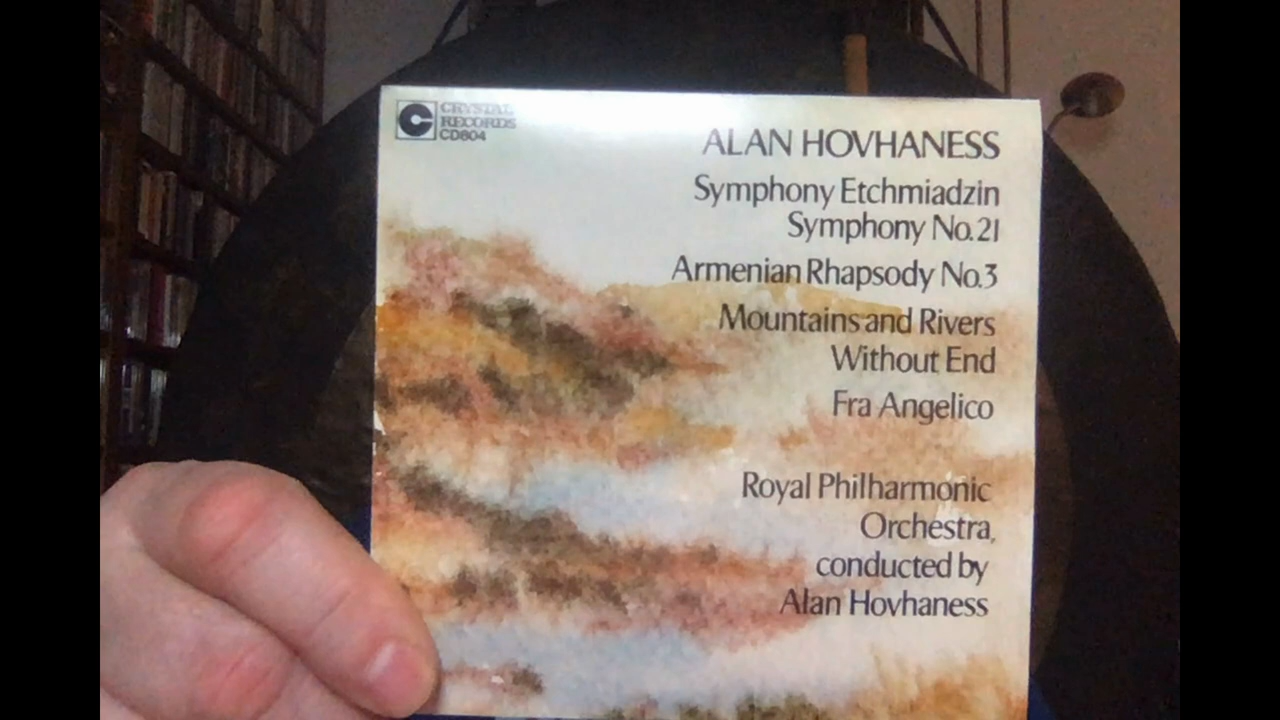 CRYSTAL
RECORDS
CD804
ALAN HOVHANESS
Symphony Etchmiadzin
Symphony No.21
Armenian Rhapsody No.3
Mountains and Rivers
Without End
Fra Angelico
Royal Philharmonic
Orchestra,
conducted by
Alan Hovhaness